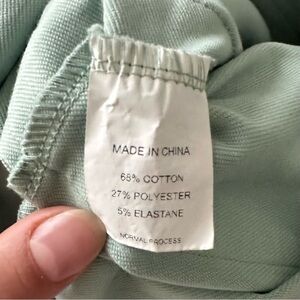 MADE IN CHINA
68% COTTON
27% POLYESTER
5% ELASTANE
NORMAL PROCESS